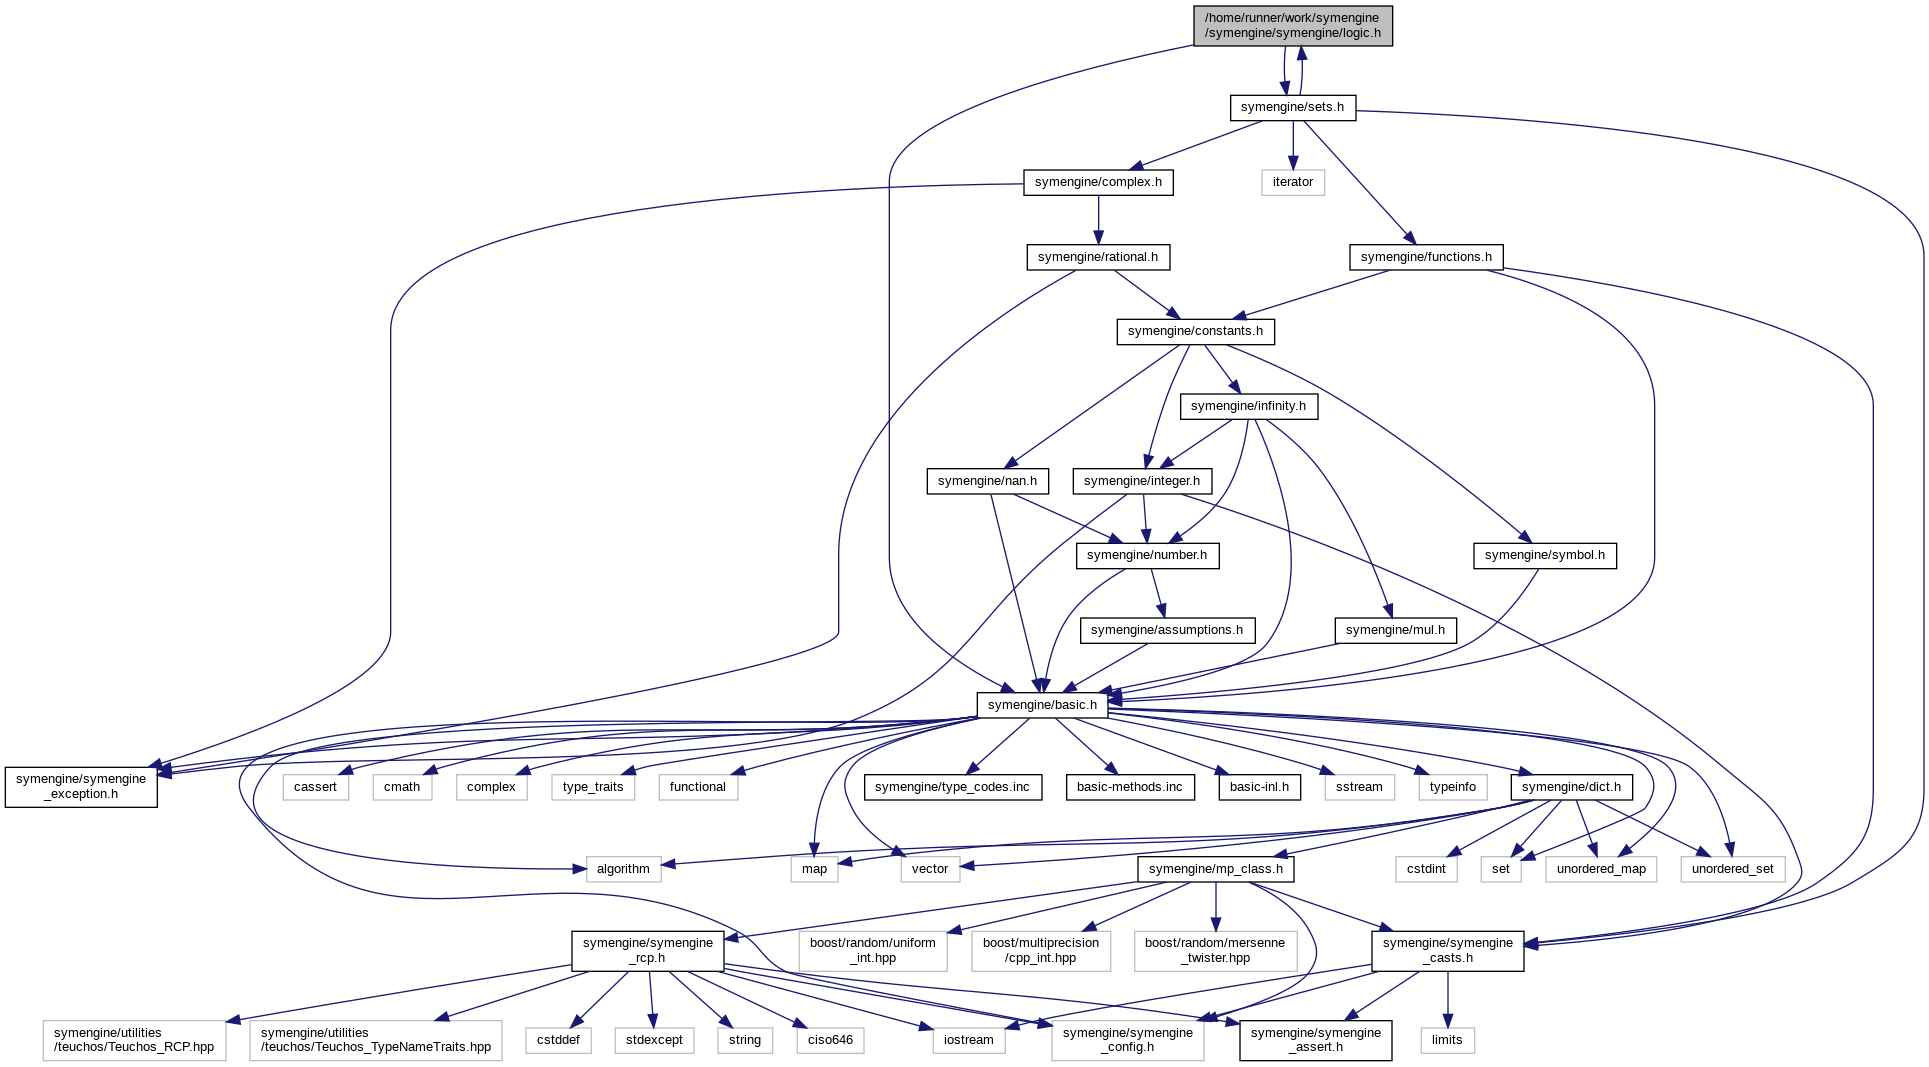 /home/runner/work/symengine
/symengine/symengine/logic.h
symengine/sets.h
symengine/complex.h
iterator
symengine/rational.h
symengine/functions.h
symengine/constants.h
symengine/infinity.h
symengine/nan.h
symengine/integer.h
symengine/number.h
symengine/symbol.h
symengine/assumptions.h
symengine/mul.h
symengine/basic.h
symengine/symengine
_exception.h
cassert
cmath
complex
type_traits
functional
symengine/type_codes.inc
basic-methods.inc
basic-inl.h
sstream
typeinfo
symengine/dict.h
algorithm
map
vector
symengine/mp_class.h
cstdint
set
unordered_map
unordered_set
symengine/symengine
_rcp.h
boost/random/uniform
_int.hpp
boost/multiprecision
/cpp_int.hpp
boost/random/mersenne
_twister.hpp
symengine/symengine
_casts.h
symengine/utilities
/teuchos/Teuchos_RCP.hpp
symengine/utilities
/teuchos/Teuchos_TypeNameTraits.hpp
cstddef
stdexcept
string
ciso646
iostream
symengine/symengine
_config.h
symengine/symengine
_assert.h
limits